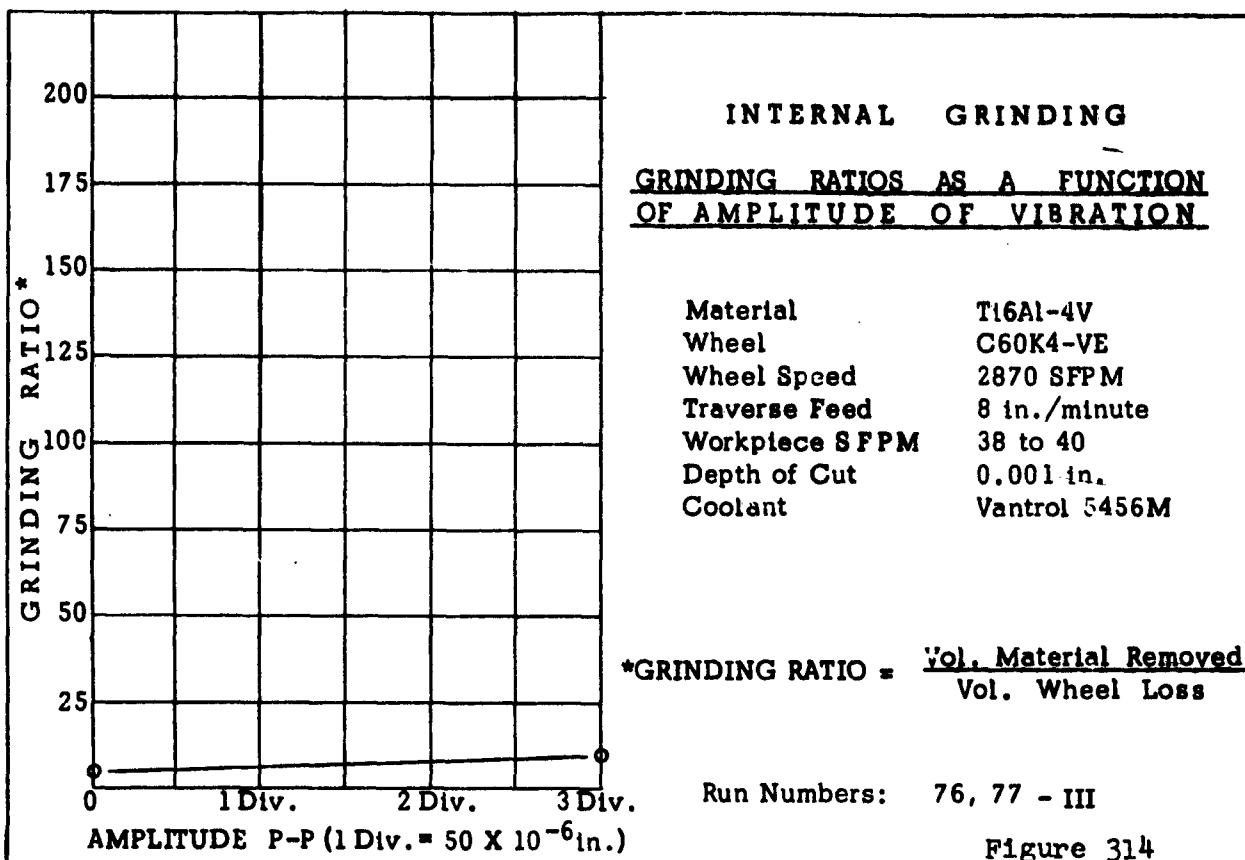 200
175
150
125
100
75
50
25
GRINDING RATIO*
0 1 Div. 2 Div. 3 Div.
AMPLITUDE P-P (1 Div. = 50 X 10⁻⁶ in.)
INTERNAL GRINDING
GRINDING RATIOS AS A FUNCTION
OF AMPLITUDE OF VIBRATION
Material Ti6Al-4V
Wheel C60K4-VE
Wheel Speed 2870 SFPM
Traverse Feed 8 in./minute
Workpiece SFPM 38 to 40
Depth of Cut 0.001 in.
Coolant Vantrol 5456M
*GRINDING RATIO = Vol. Material Removed
Vol. Wheel Loss
Run Numbers: 76, 77 - III
Figure 314